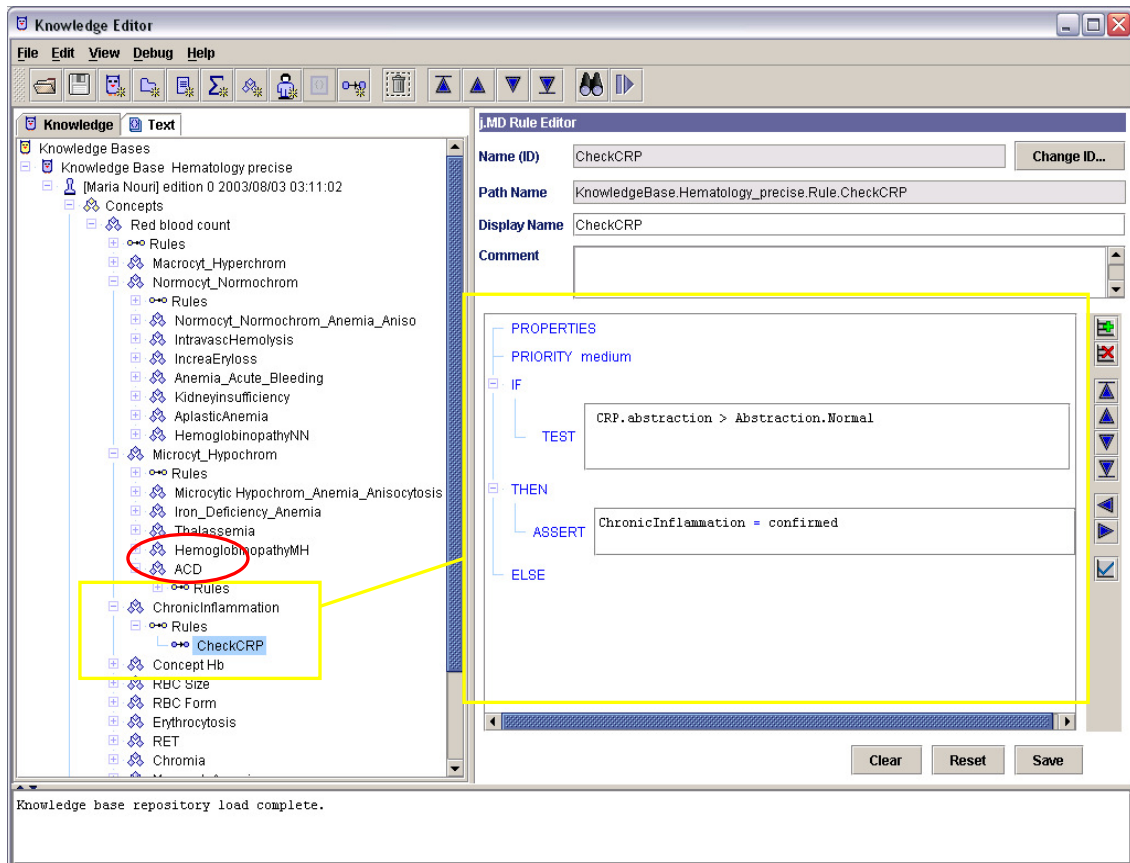 Knowledge Editor
File Edit View Debug Help
Knowledge Text
Knowledge Bases
Knowledge Base Hematology precise
[Maria Nouri] edition 0 2003/08/03 03:11:02
Concepts
Red blood count
Rules
Macrocyt_Hyperchrom
Normocyt_Normochrom
Rules
Normocyt_Normochrom_Anemia_Aniso
IntravascHemolysis
IncreaEryloss
Anemia_Acute_Bleeding
Kidneyinsufficiency
AplasticAnemia
HemoglobinopathyNN
Microcyt_Hypochrom
Rules
Microcytic Hypochrom_Anemia_Anisocytosis
Iron_Deficiency_Anemia
Thalassemia
HemoglobinopathyMH
ACD
Rules
ChronicInflammation
Rules
CheckCRP
Concept Hb
RBC Size
RBC Form
Erythrocytosis
RET
Chromia
j.MD Rule Editor
Name (ID) CheckCRP Change ID...
Path Name KnowledgeBase.Hematology_precise.Rule.CheckCRP
Display Name CheckCRP
Comment
PROPERTIES
PRIORITY medium
IF
TEST CRP.abstraction > Abstraction.Normal
THEN
ASSERT ChronicInflammation = confirmed
ELSE
Clear Reset Save
Knowledge base repository load complete.